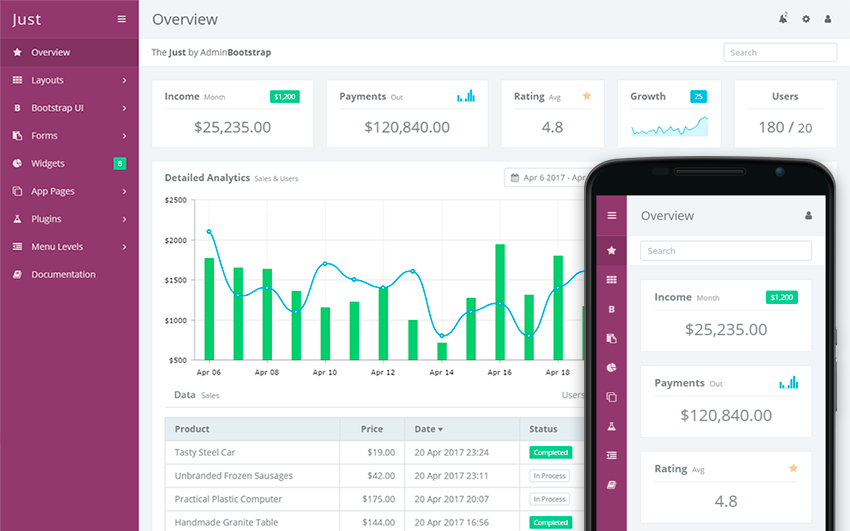 Just
Overview
2
Overview
Layouts
Bootstrap UI
Forms
Widgets 8
App Pages
Plugins
Menu Levels
Documentation
The Just by AdminBootstrap
Search
Income Month $1,200
$25,235.00
Payments Out
$120,840.00
Rating Avg
4.8
Growth 25
Users
180 / 20
Detailed Analytics Sales & Users
Apr 6 2017 - Apr
$2500
$2000
$1500
$1000
$500
Apr 06 Apr 08 Apr 10 Apr 12 Apr 14 Apr 16 Apr 18
Data Sales
Users
Product Price Date Status
Tasty Steel Car $19.00 20 Apr 2017 23:24 Completed
Unbranded Frozen Sausages $42.00 20 Apr 2017 23:11 In Process
Practical Plastic Computer $175.00 20 Apr 2017 20:07 In Process
Handmade Granite Table $144.00 20 Apr 2017 16:56 Completed
Overview
Search
B
Income Month $1,200
$25,235.00
Payments Out
$120,840.00
Rating Avg
4.8